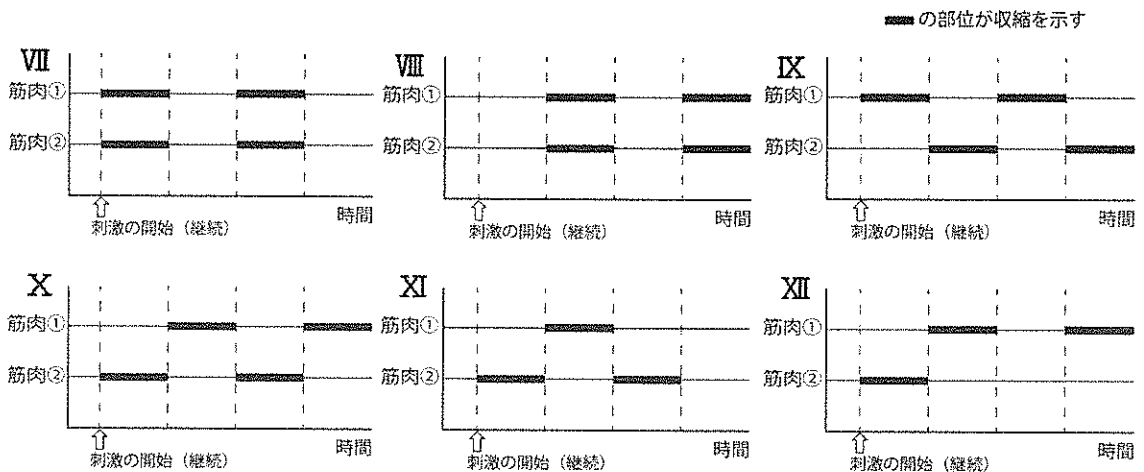 の部位が収縮を示す
Ⅶ
筋肉①
筋肉②
時間
刺激の開始（継続）
Ⅷ
筋肉①
筋肉②
時間
刺激の開始（継続）
Ⅸ
筋肉①
筋肉②
時間
刺激の開始（継続）
Ⅹ
筋肉①
筋肉②
時間
刺激の開始（継続）
Ⅺ
筋肉①
筋肉②
時間
刺激の開始（継続）
Ⅻ
筋肉①
筋肉②
時間
刺激の開始（継続）